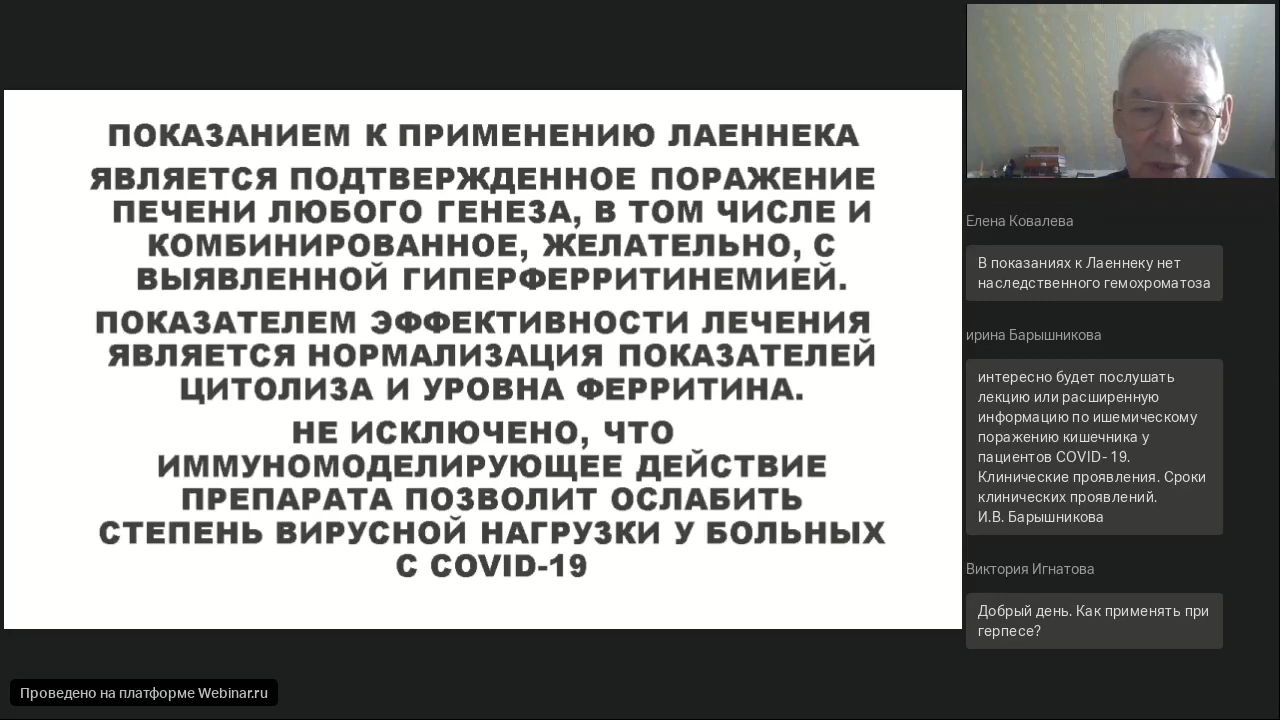 ПОКАЗАНИЕМ К ПРИМЕНЕНИЮ ЛАЕННЕКА
ЯВЛЯЕТСЯ ПОДТВЕРЖДЕННОЕ ПОРАЖЕНИЕ
ПЕЧЕНИ ЛЮБОГО ГЕНЕЗА, В ТОМ ЧИСЛЕ И
КОМБИНИРОВАННОЕ, ЖЕЛАТЕЛЬНО, С
ВЫЯВЛЕННОЙ ГИПЕРФЕРРИТИНЕМИЕЙ.
ПОКАЗАТЕЛЕМ ЭФФЕКТИВНОСТИ ЛЕЧЕНИЯ
ЯВЛЯЕТСЯ НОРМАЛИЗАЦИЯ ПОКАЗАТЕЛЕЙ
ЦИТОЛИЗА И УРОВНА ФЕРРИТИНА.
НЕ ИСКЛЮЧЕНО, ЧТО
ИММУНОМОДЕЛИРУЮЩЕЕ ДЕЙСТВИЕ
ПРЕПАРАТА ПОЗВОЛИТ ОСЛАБИТЬ
СТЕПЕНЬ ВИРУСНОЙ НАГРУЗКИ У БОЛЬНЫХ
С COVID-19
Елена Ковалева
В показаниях к Лаеннеку нет
наследственного гемохроматоза
ирина Барышникова
интересно будет послушать
лекцию или расширенную
информацию по ишемическому
поражению кишечника у
пациентов COVID- 19.
Клинические проявления. Сроки
клинических проявлений.
И.В. Барышникова
Виктория Игнатова
Добрый день. Как применять при
герпесе?
Проведено на платформе Webinar.ru